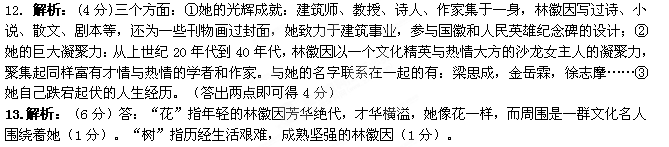 12. 解析：(4 分)三个方面：①她的光辉成就：建筑师、教授、诗人、作家集于一身，林徽因写过诗、小
说、散文、剧本等，还为一些刊物画过封面，她致力于建筑事业，参与国徽和人民英雄纪念碑的设计；②
她的巨大凝聚力：从上世纪 20 年代到 40 年代，林徽因以一个文化精英与热情大方的沙龙女主人的凝聚力，
聚集起同样富有才情与热情的学者和作家。与她的名字联系在一起的有：梁思成，金岳霖，徐志摩……③
她自己跌宕起伏的人生经历。（答出两点即可得 4 分）
13.解析：（6 分）答：“花”指年轻的林徽因芳华绝代，才华横溢，她像花一样，而周围是一群文化名人
围绕着她（1 分）。“树”指历经生活艰难，成熟坚强的林徽因（1 分）。